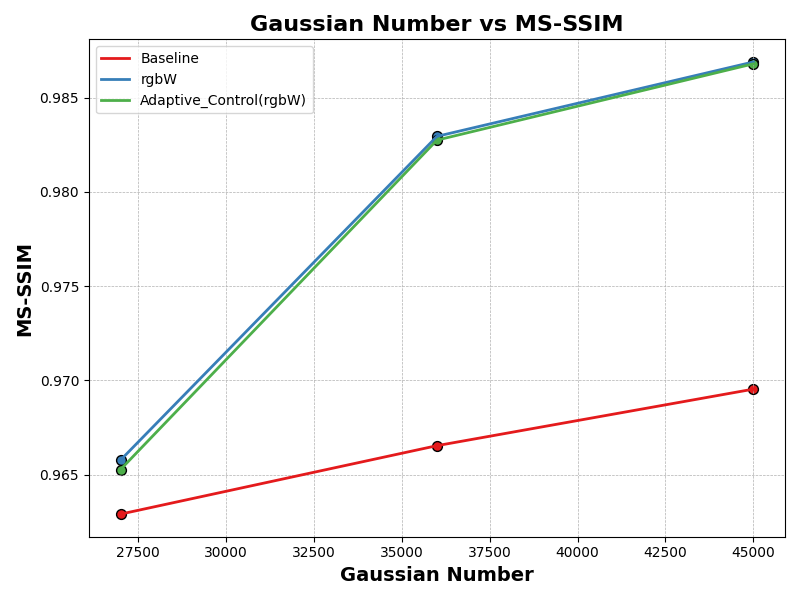 Gaussian Number vs MS-SSIM
Baseline
rgbW
Adaptive_Control(rgbW)
MS-SSIM
0.985
0.980
0.975
0.970
0.965
27500 30000 32500 35000 37500 40000 42500 45000
Gaussian Number